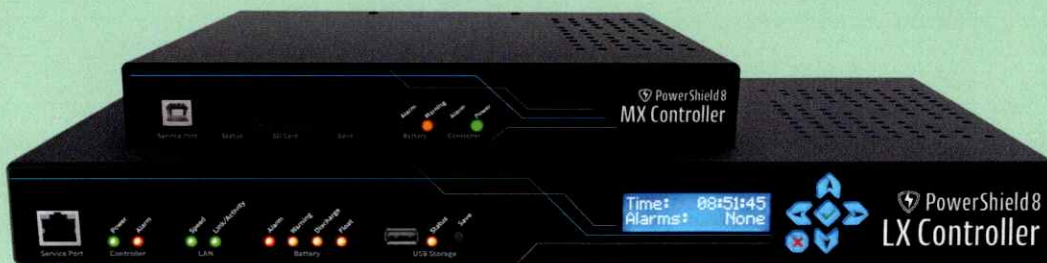 Alarm Warning Alarm Power
Service Port Status SD Card Save Battery Controller
PowerShield8
MX Controller
Time: 08:51:45
Alarms: None
Power Alarm Speed Link/Activity Alarm Warning Discharge Float Status Save
Service Port Controller LAN Battery USB Storage
PowerShield8
LX Controller